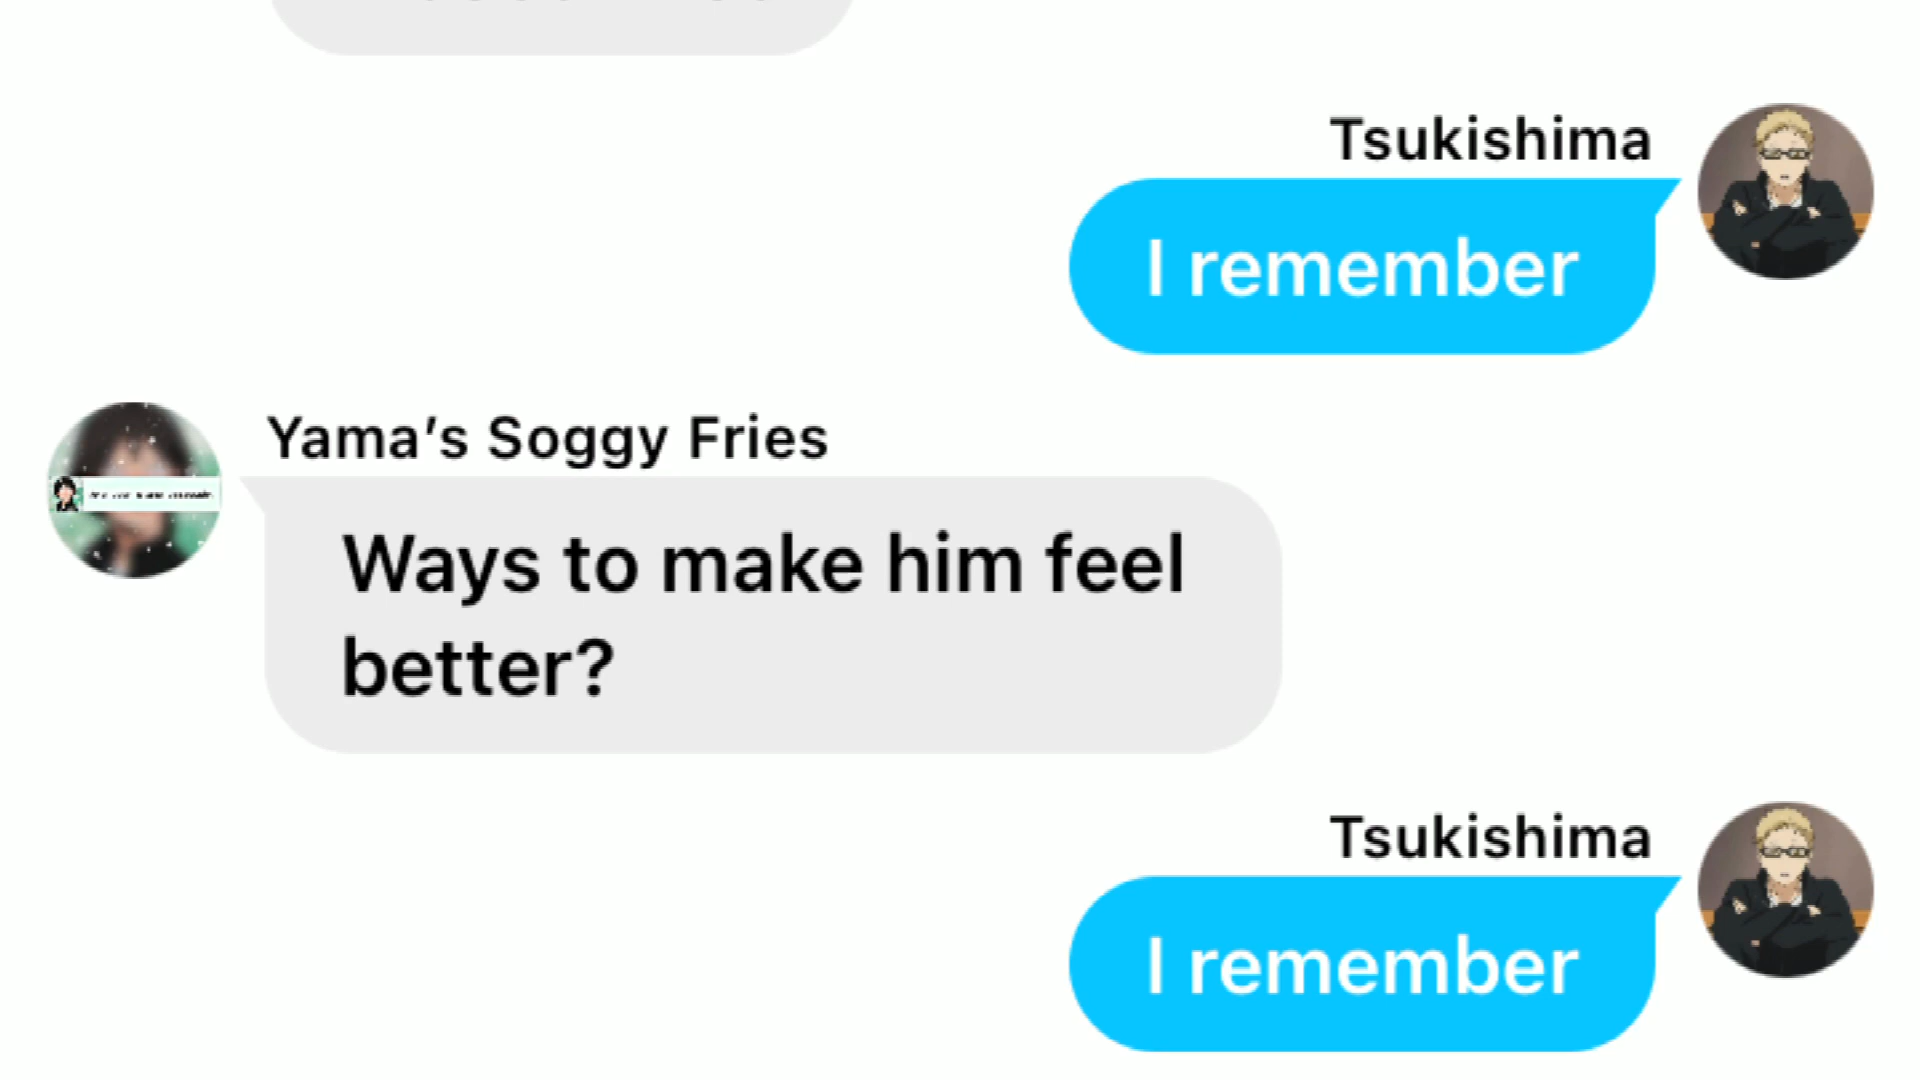 Tsukishima
I remember
Yama’s Soggy Fries
Ways to make him feel
better?
Tsukishima
I remember